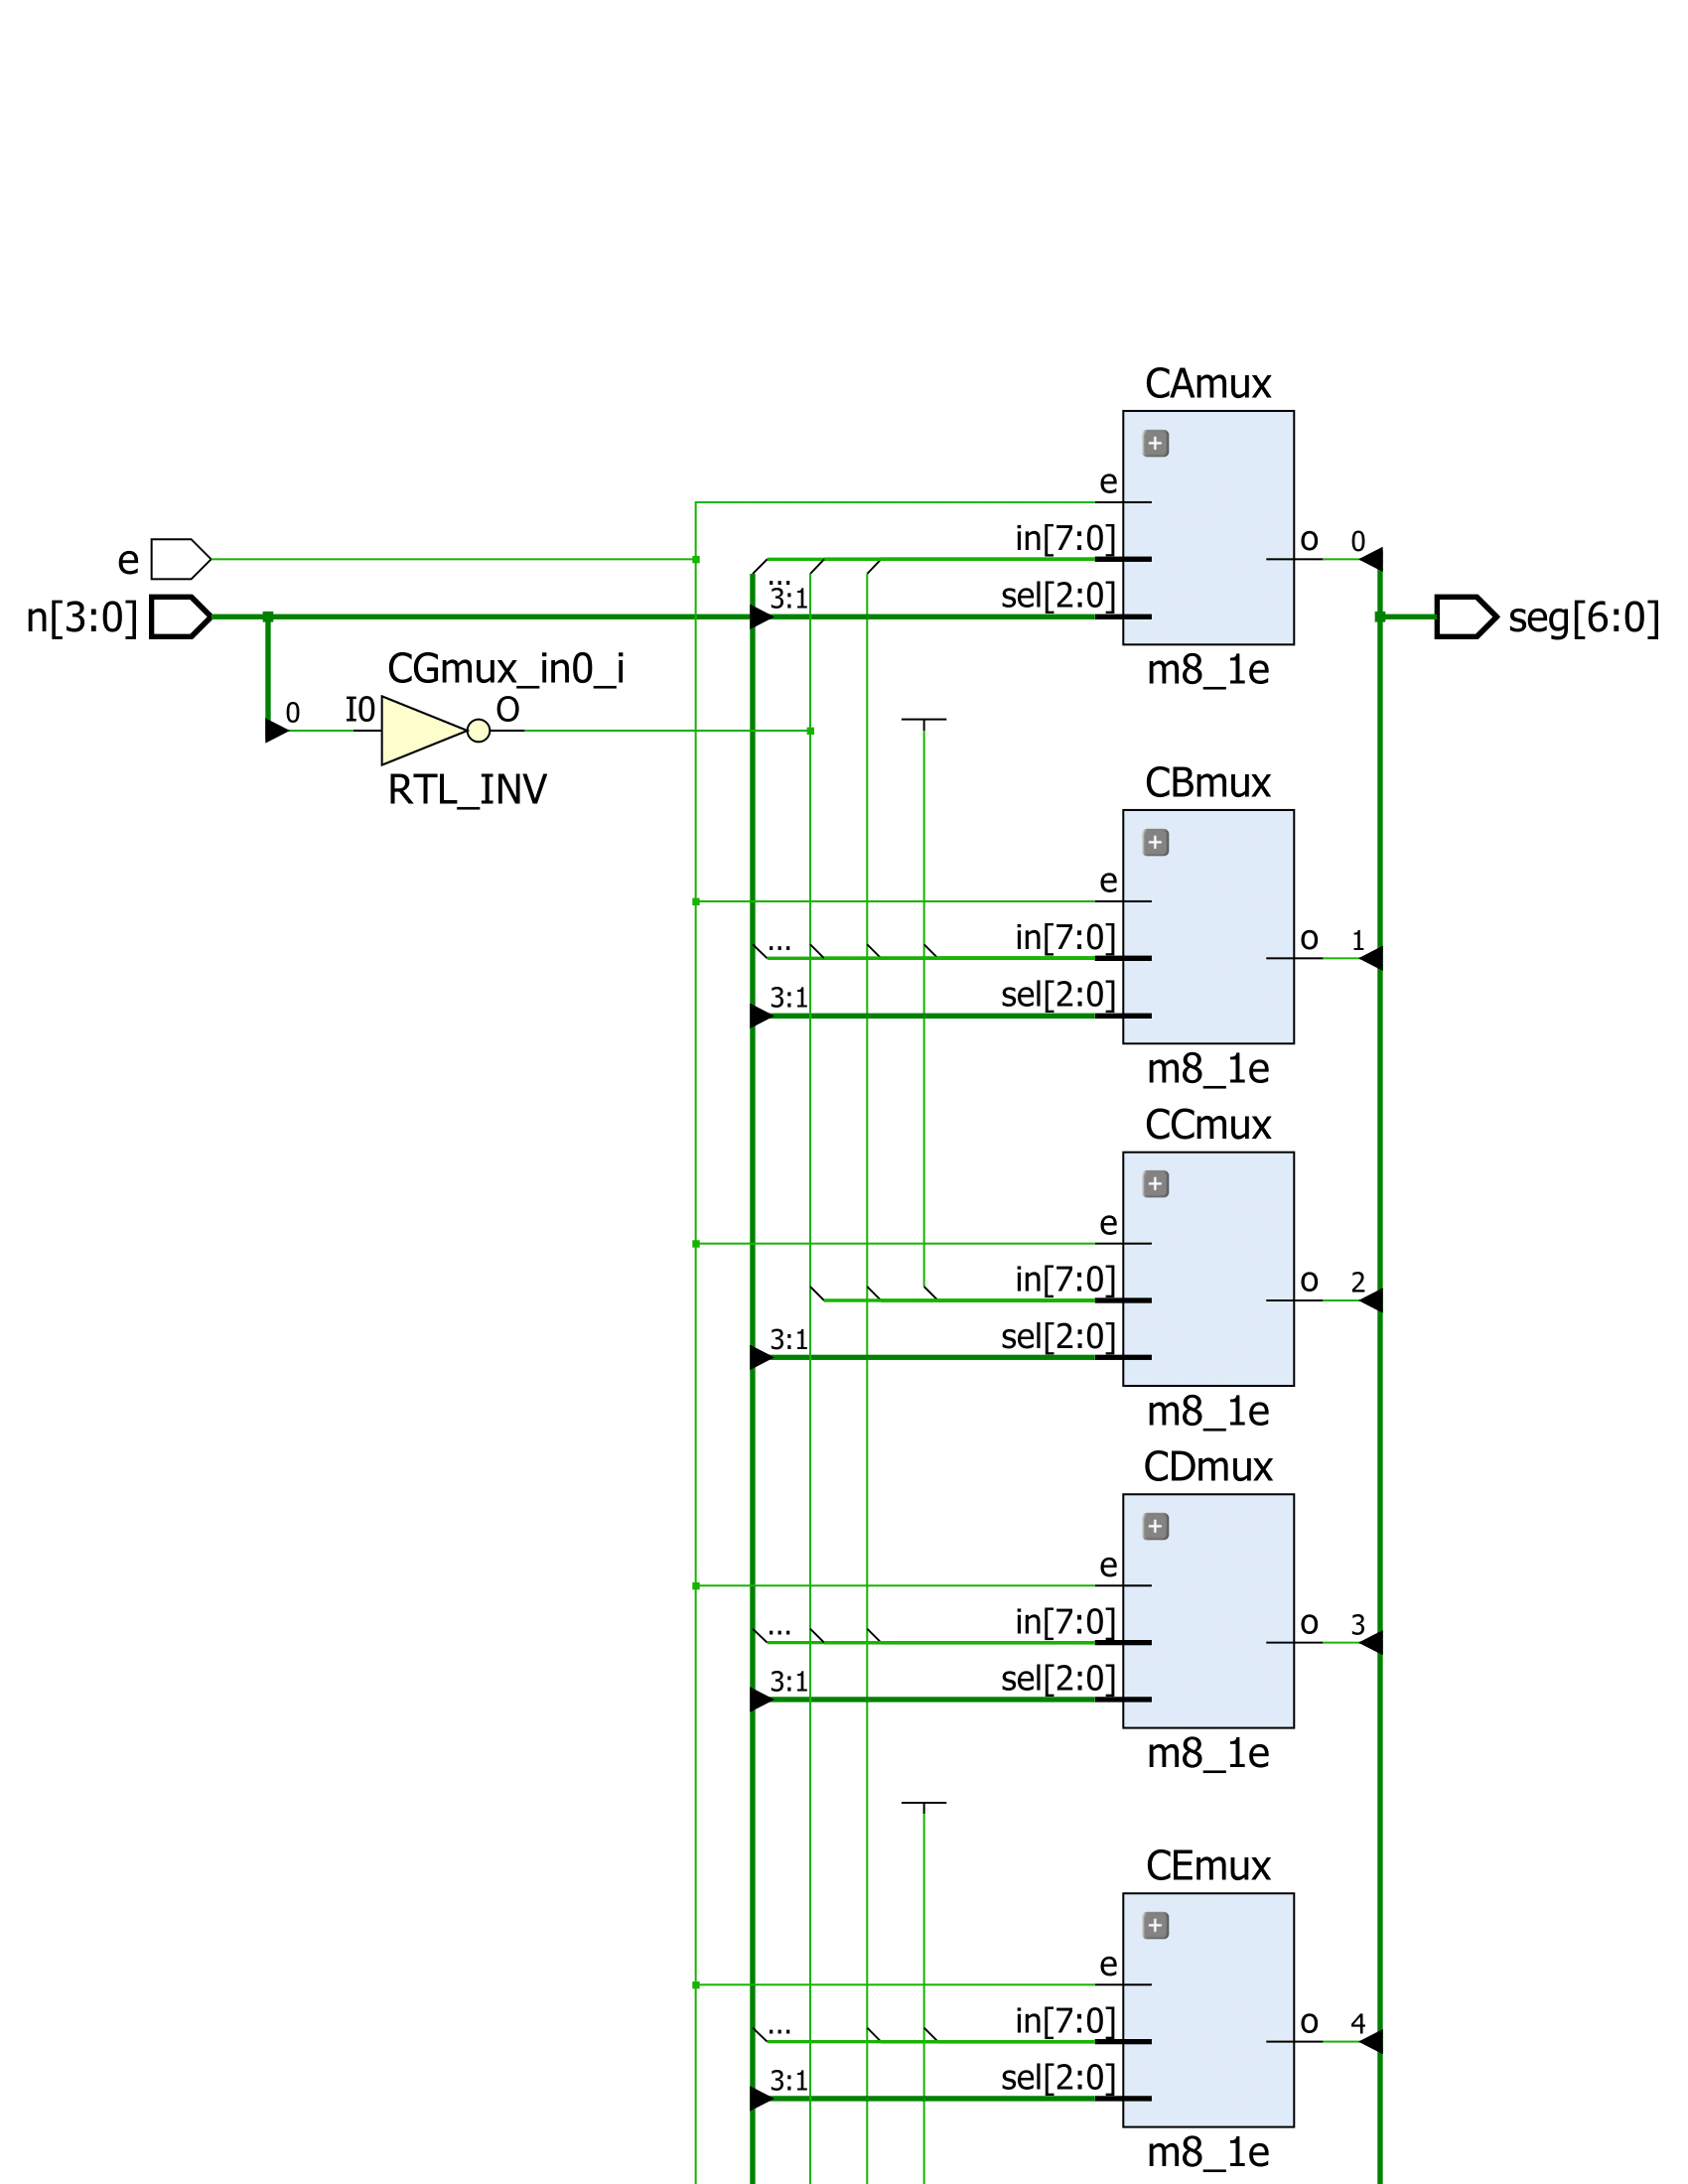 CAmux
e
in[7:0]
...
3:1
sel[2:0]
o
0
m8_1e
e
n[3:0]
seg[6:0]
CGmux_in0_i
0
I0
O
RTL_INV
CBmux
e
...
in[7:0]
3:1
sel[2:0]
o
1
m8_1e
CCmux
e
in[7:0]
3:1
sel[2:0]
o
2
m8_1e
CDmux
e
...
in[7:0]
3:1
sel[2:0]
o
3
m8_1e
CEmux
e
...
in[7:0]
3:1
sel[2:0]
o
4
m8_1e